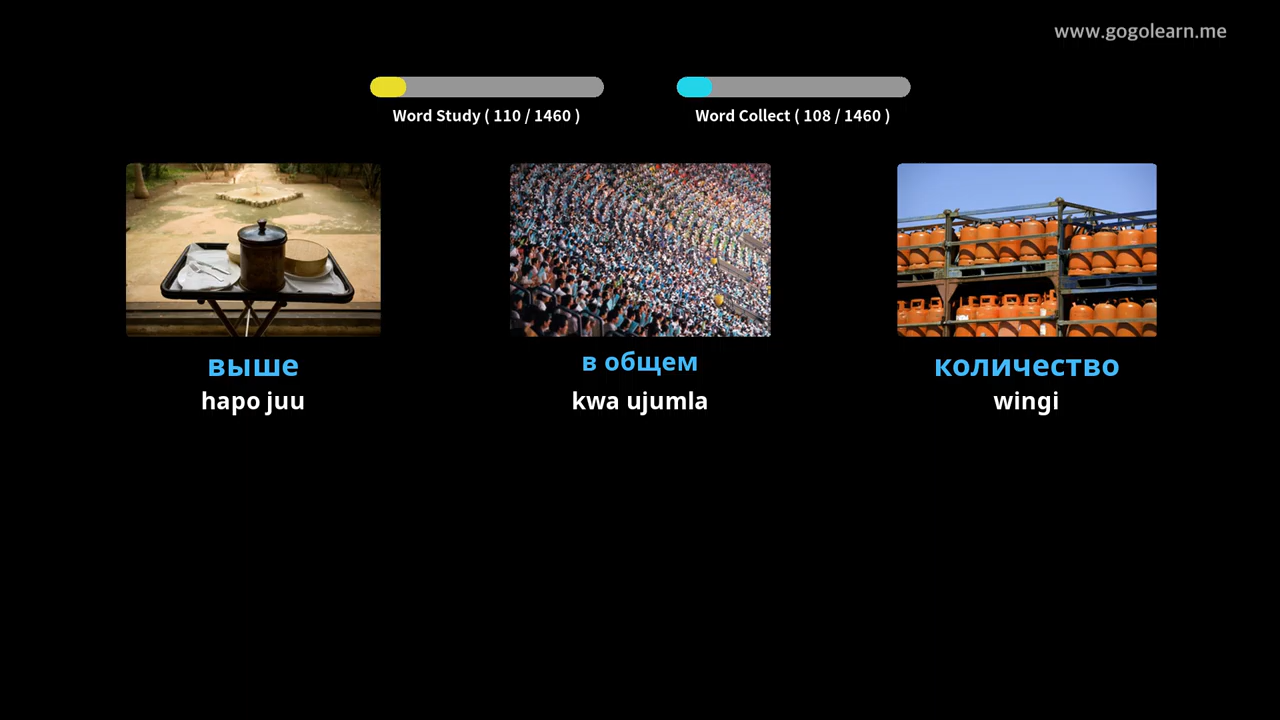 www.gogolearn.me
Word Study ( 110 / 1460 )
Word Collect ( 108 / 1460 )
выше
hapo juu
в общем
kwa ujumla
количество
wingi